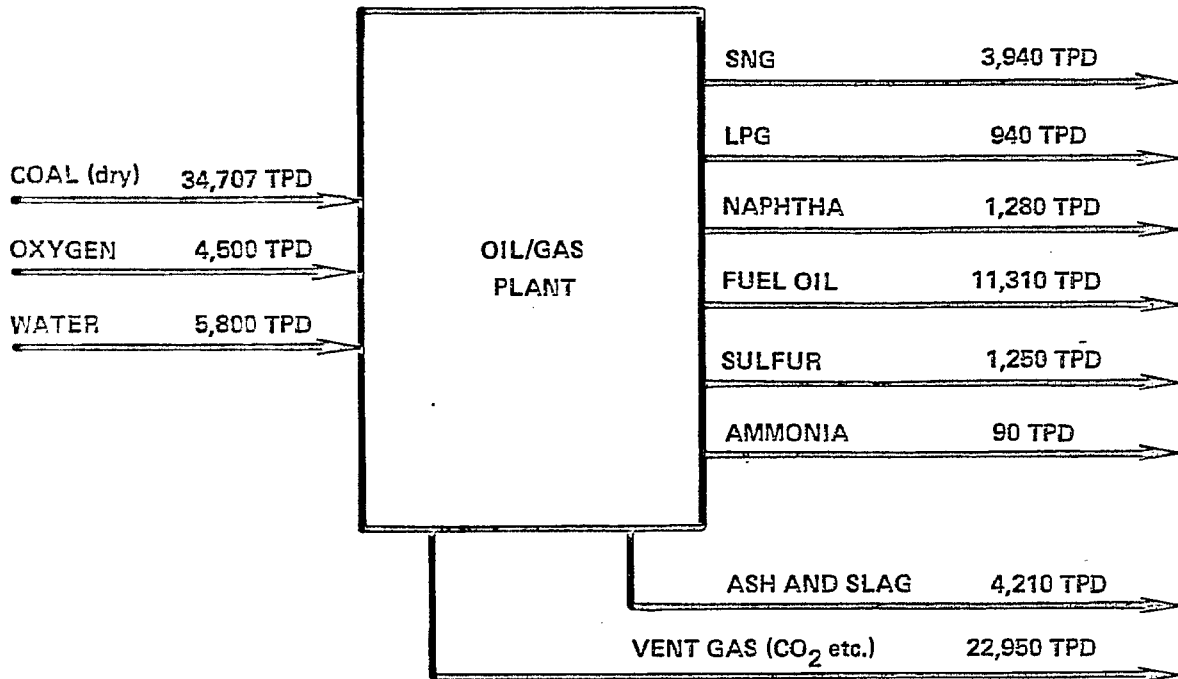 COAL (dry) 34,707 TPD
OXYGEN 4,500 TPD
WATER 5,800 TPD
OIL/GAS
PLANT
SNG 3,940 TPD
LPG 940 TPD
NAPHTHA 1,280 TPD
FUEL OIL 11,310 TPD
SULFUR 1,250 TPD
AMMONIA 90 TPD
ASH AND SLAG 4,210 TPD
VENT GAS (CO₂ etc.) 22,950 TPD